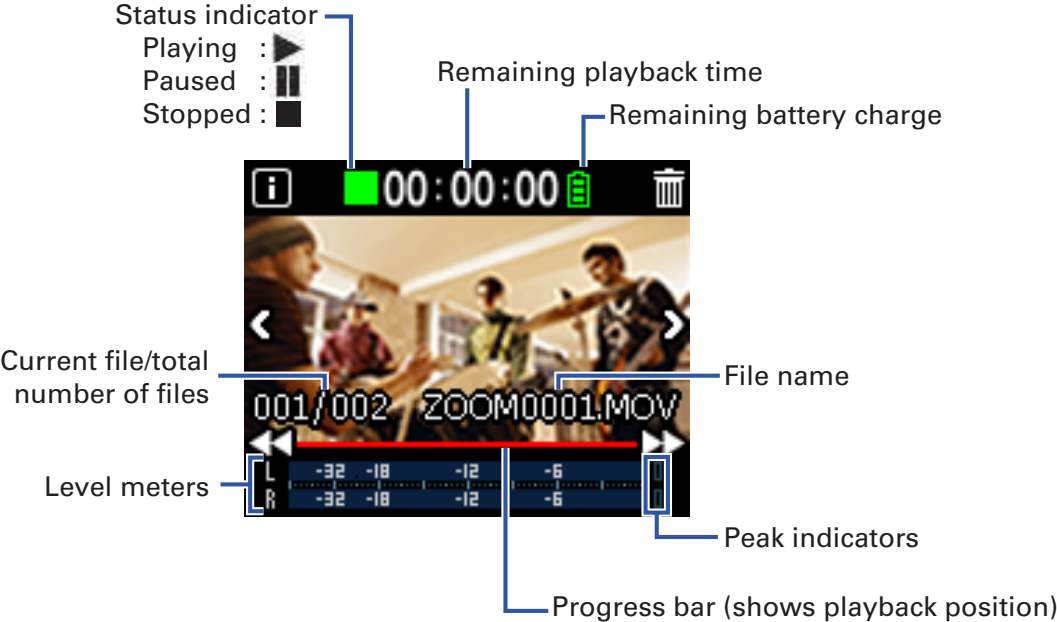 Status indicator
Playing :
Paused :
Stopped :
Remaining playback time
Remaining battery charge
i 00:00:00
Current file/total
number of files
001/002 ZOOM0001.MOV
File name
Level meters
L -32 -18 -12 -6 0
R -32 -18 -12 -6 0
Peak indicators
Progress bar (shows playback position)